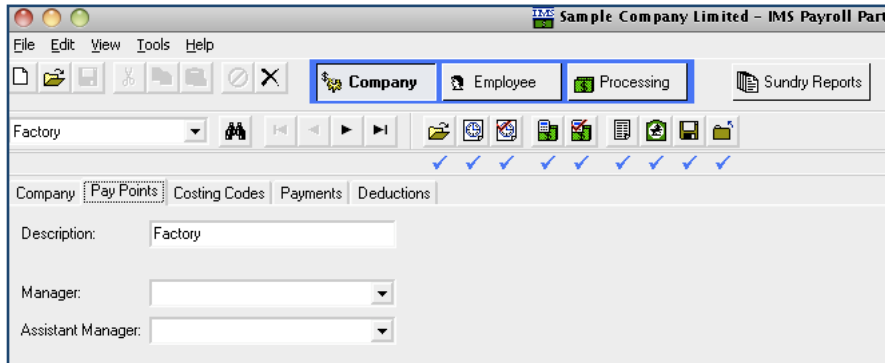 IMS Sample Company Limited - IMS Payroll Part
File Edit View Tools Help
Company Employee Processing Sundry Reports
Factory
Company Pay Points Costing Codes Payments Deductions
Description: Factory
Manager:
Assistant Manager: